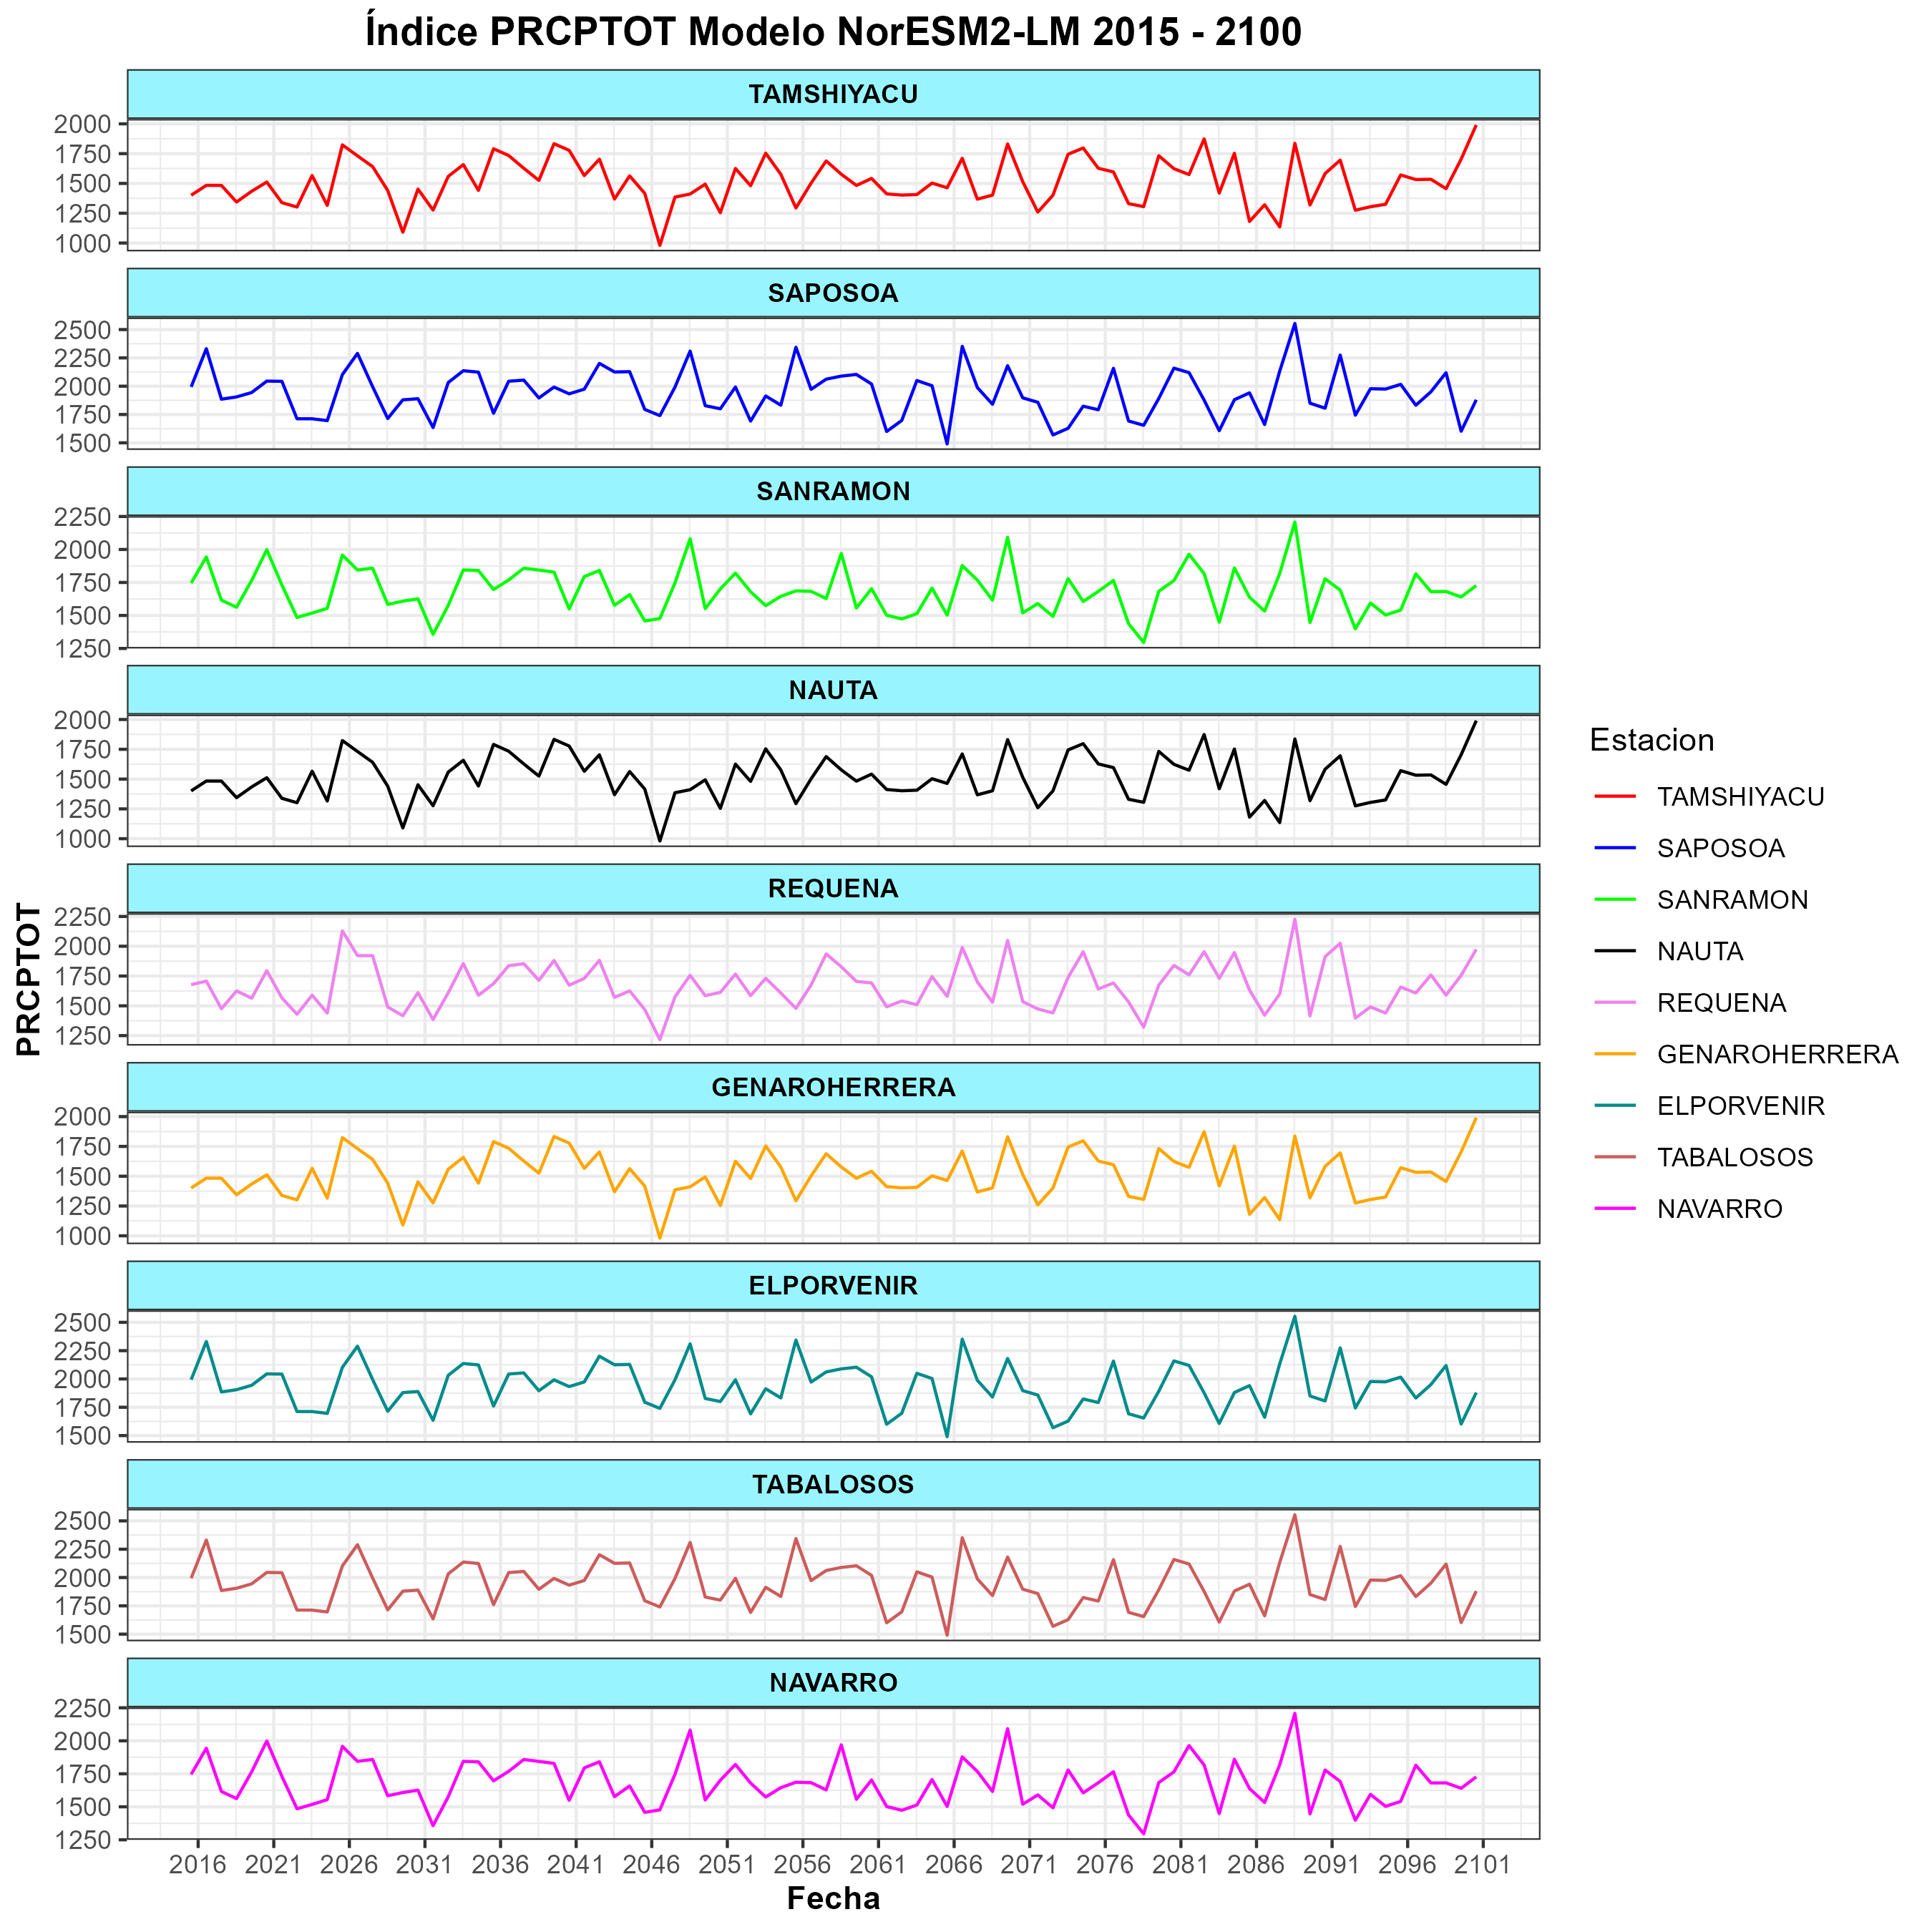 Índice PRCPTOT Modelo NorESM2-LM 2015 - 2100
TAMSHIYACU
2000
1750
1500
1250
1000
SAPOSOA
2500
2250
2000
1750
1500
SANRAMON
2250
2000
1750
1500
1250
NAUTA
2000
1750
1500
1250
1000
REQUENA
2250
2000
1750
1500
1250
GENAROHERRERA
2000
1750
1500
1250
1000
ELPORVENIR
2500
2250
2000
1750
1500
TABALOSOS
2500
2250
2000
1750
1500
NAVARRO
2250
2000
1750
1500
1250
2016 2021 2026 2031 2036 2041 2046 2051 2056 2061 2066 2071 2076 2081 2086 2091 2096 2101
Fecha
PRCPTOT
Estacion
TAMSHIYACU
SAPOSOA
SANRAMON
NAUTA
REQUENA
GENAROHERRERA
ELPORVENIR
TABALOSOS
NAVARRO